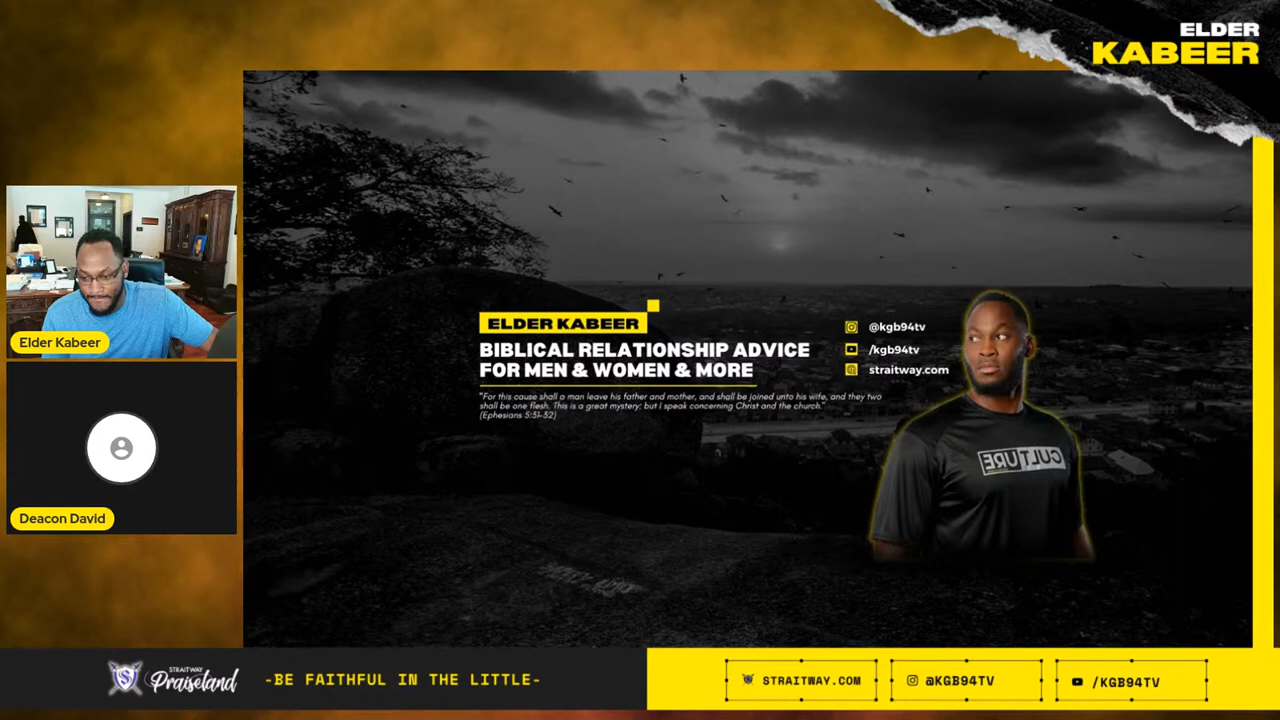 ELDER
KABEER
ELDER KABEER
BIBLICAL RELATIONSHIP ADVICE
FOR MEN & WOMEN & MORE
"For this cause shall a man leave his father and mother, and shall be joined unto his wife, and they two
shall be one flesh. This is a great mystery: but I speak concerning Christ and the church."
(Ephesians 5:31-32)
@kgb94tv
/kgb94tv
straitway.com
CULTURE
Elder Kabeer
Deacon David
STRAITWAY
Praiseland
-BE FAITHFUL IN THE LITTLE-
STRAITWAY.COM
@KGB94TV
/KGB94TV